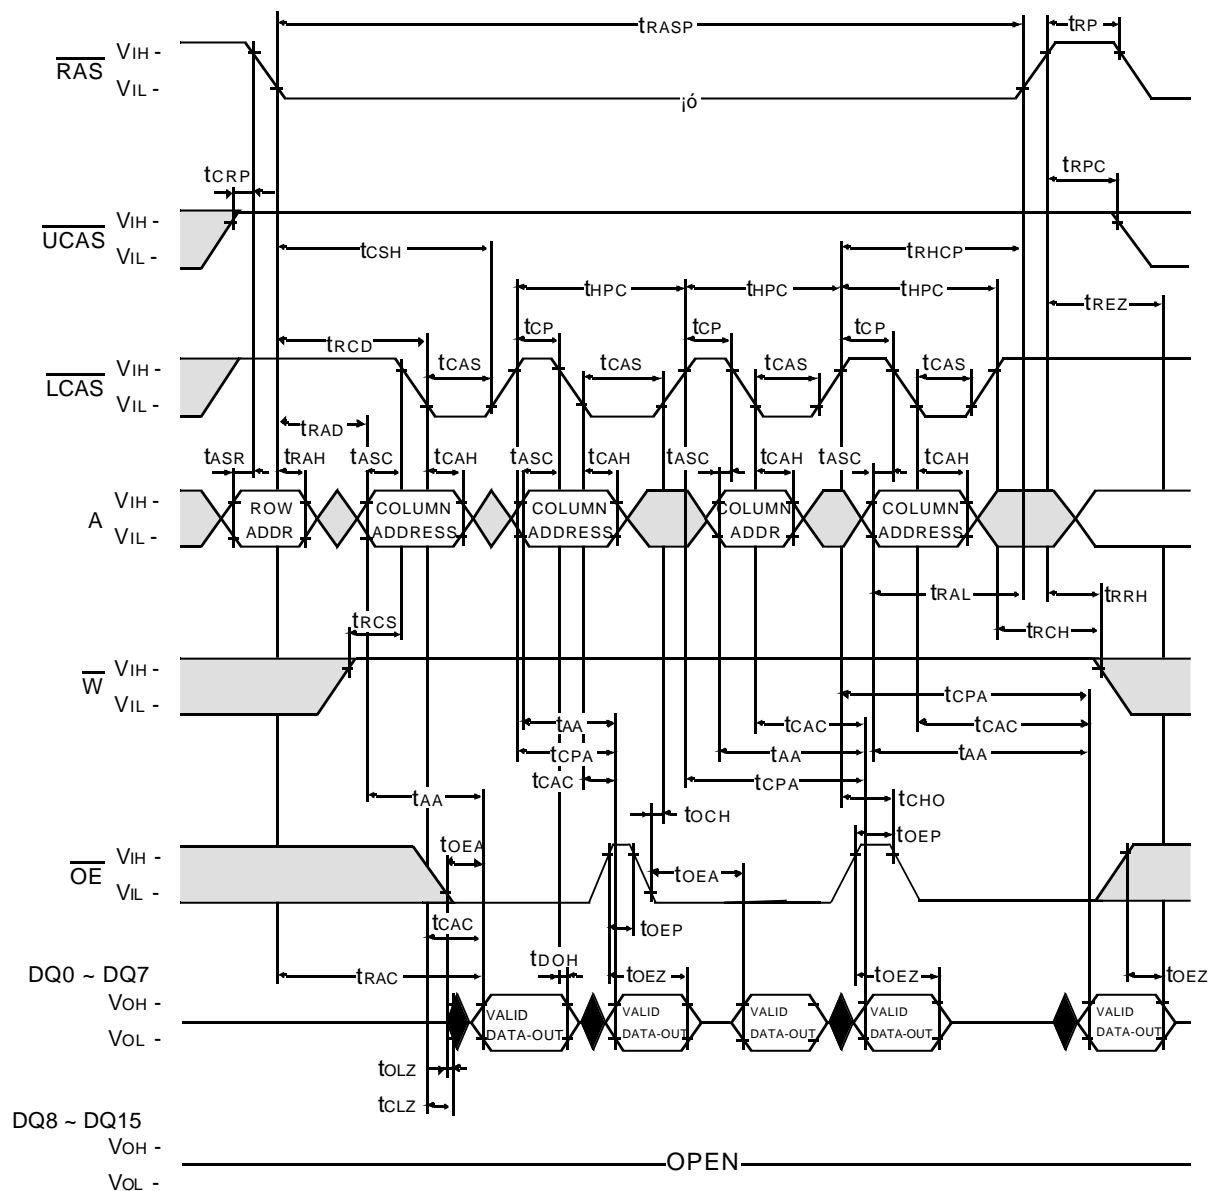 tRASP
tRP
RAS
VIH -
VIL -
¡ó
tCRP
tRPC
UCAS
VIH -
VIL -
tCSH
tRHCP
tHPC
tHPC
tHPC
tREZ
tRCD
tCP
tCP
tCP
LCAS
VIH -
VIL -
tCAS
tCAS
tCAS
tCAS
tRAD
tASR
tRAH
tASC
tCAH
tASC
tCAH
tASC
tCAH
tASC
tCAH
A
VIH -
VIL -
ROW
ADDR
COLUMN
ADDRESS
COLUMN
ADDRESS
COLUMN
ADDR
COLUMN
ADDRESS
tRAL
tRRH
tRCS
tRCH
W
VIH -
VIL -
tCPA
tAA
tCAC
tCAC
tCPA
tAA
tAA
tCAC
tCPA
tAA
tCHO
tOCH
tOEP
OE
VIH -
VIL -
tOEA
tOEA
tCAC
tOEP
tDOH
DQ0 ~ DQ7
tRAC
tOEZ
tOEZ
tOEZ
VOH -
VOL -
VALID
DATA-OUT
VALID
DATA-OUT
VALID
DATA-OUT
VALID
DATA-OUT
VALID
DATA-OUT
tOLZ
tCLZ
DQ8 ~ DQ15
VOH -
OPEN
VOL -